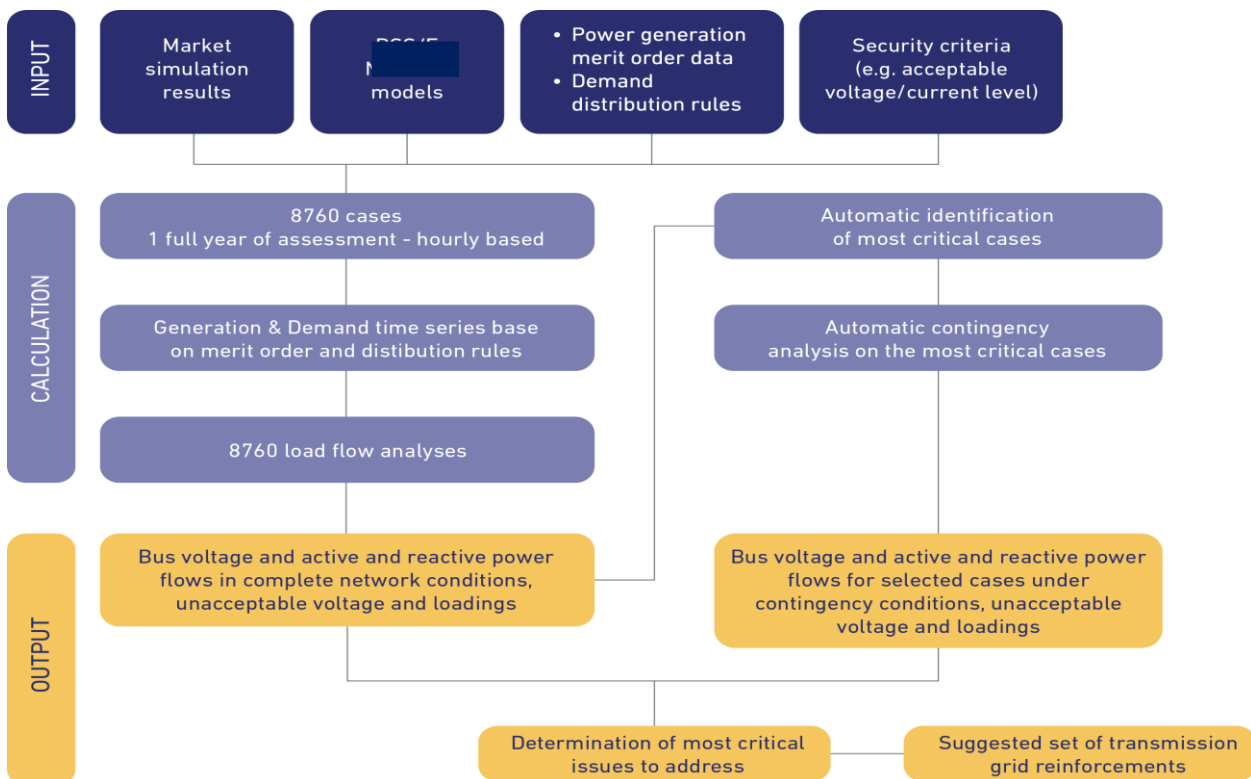 INPUT
Market
simulation
results
models
• Power generation
merit order data
• Demand
distribution rules
Security criteria
(e.g. acceptable
voltage/current level)
CALCULATION
8760 cases
1 full year of assessment - hourly based
Automatic identification
of most critical cases
Generation & Demand time series base
on merit order and distibution rules
Automatic contingency
analysis on the most critical cases
8760 load flow analyses
OUTPUT
Bus voltage and active and reactive power
flows in complete network conditions,
unacceptable voltage and loadings
Bus voltage and active and reactive power
flows for selected cases under
contingency conditions, unacceptable
voltage and loadings
Determination of most critical
issues to address
Suggested set of transmission
grid reinforcements